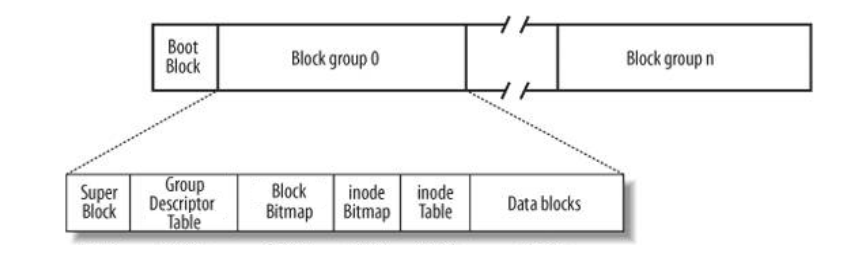 Boot
Block
Block group 0
Block group n
Super
Block
Group
Descriptor
Table
Block
Bitmap
inode
Bitmap
inode
Table
Data blocks